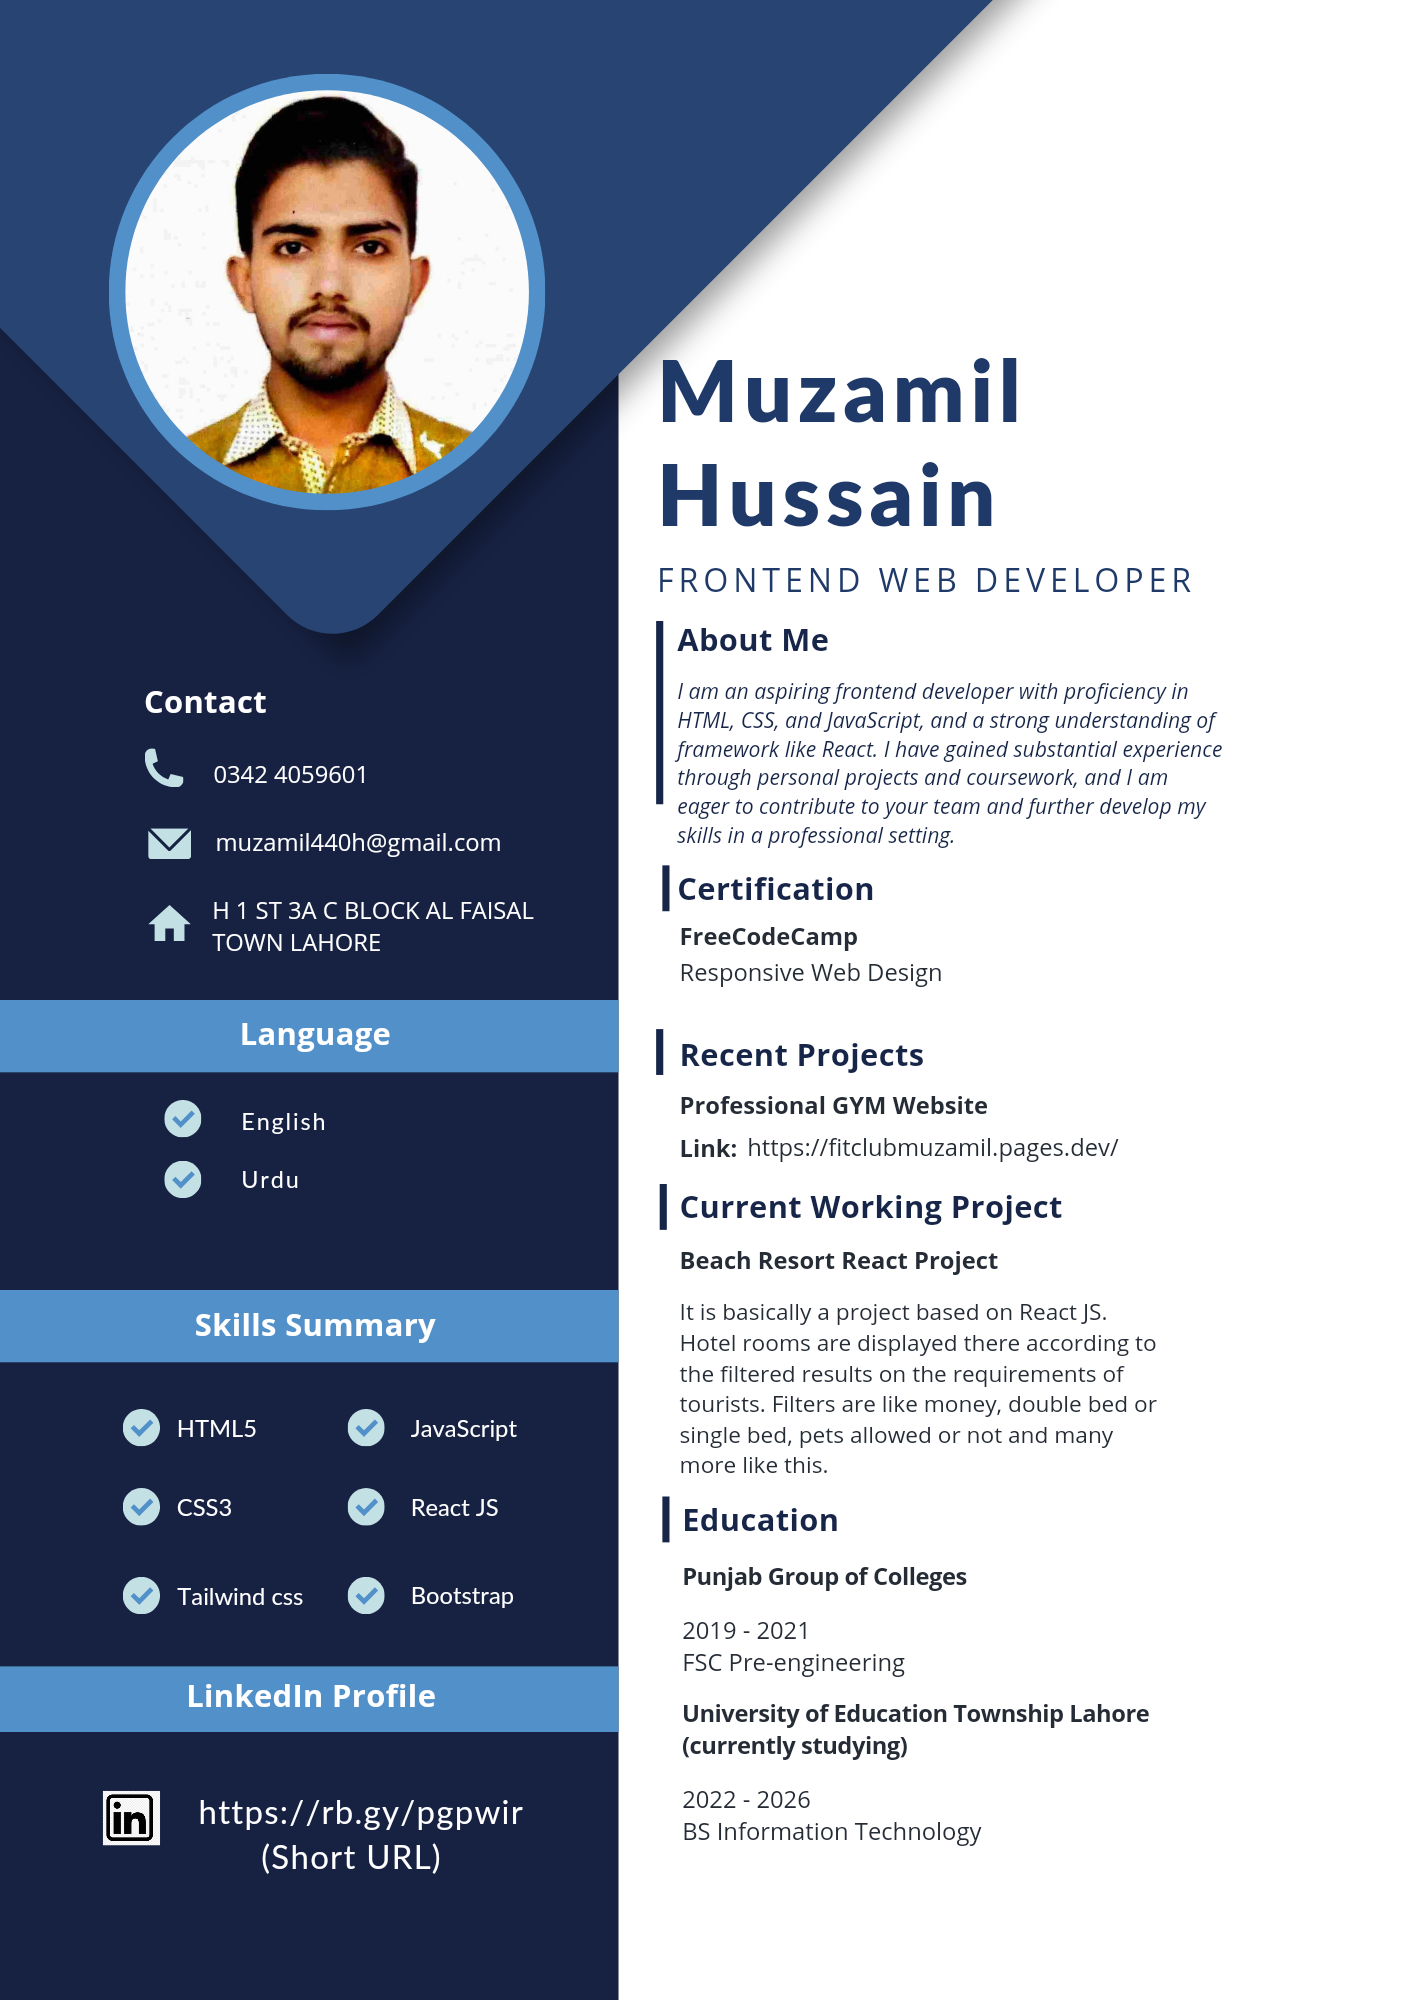 Muzamil
Hussain
FRONTEND WEB DEVELOPER
About Me
I am an aspiring frontend developer with proficiency in
HTML, CSS, and JavaScript, and a strong understanding of
framework like React. I have gained substantial experience
through personal projects and coursework, and I am
eager to contribute to your team and further develop my
skills in a professional setting.
Certification
FreeCodeCamp
Responsive Web Design
Recent Projects
Professional GYM Website
Link: https://fitclubmuzamil.pages.dev/
Current Working Project
Beach Resort React Project
It is basically a project based on React JS.
Hotel rooms are displayed there according to
the filtered results on the requirements of
tourists. Filters are like money, double bed or
single bed, pets allowed or not and many
more like this.
Education
Punjab Group of Colleges
2019 - 2021
FSC Pre-engineering
University of Education Township Lahore
(currently studying)
2022 - 2026
BS Information Technology
Contact
0342 4059601
muzamil440h@gmail.com
H 1 ST 3A C BLOCK AL FAISAL
TOWN LAHORE
Language
English
Urdu
Skills Summary
HTML5 JavaScript
CSS3 React JS
Tailwind css Bootstrap
LinkedIn Profile
in https://rb.gy/pgpwir
(Short URL)